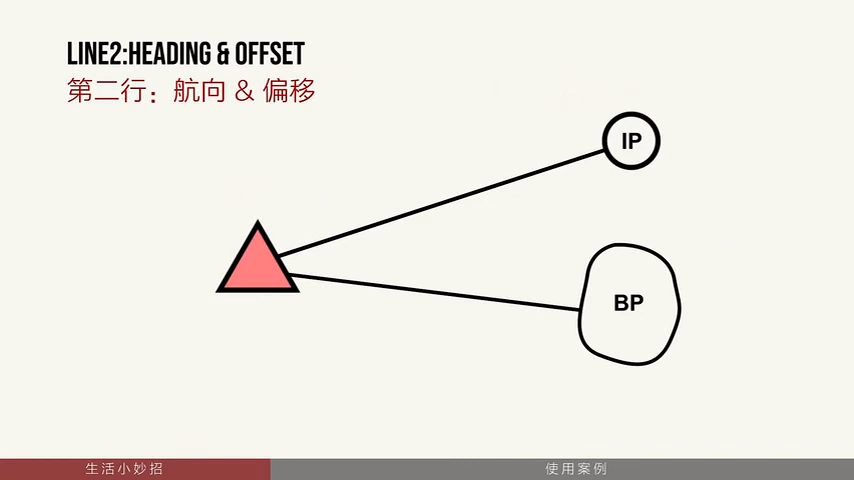 LINE2:HEADING & OFFSET
第二行：航向 & 偏移
IP
BP
生活小妙招
使用案例